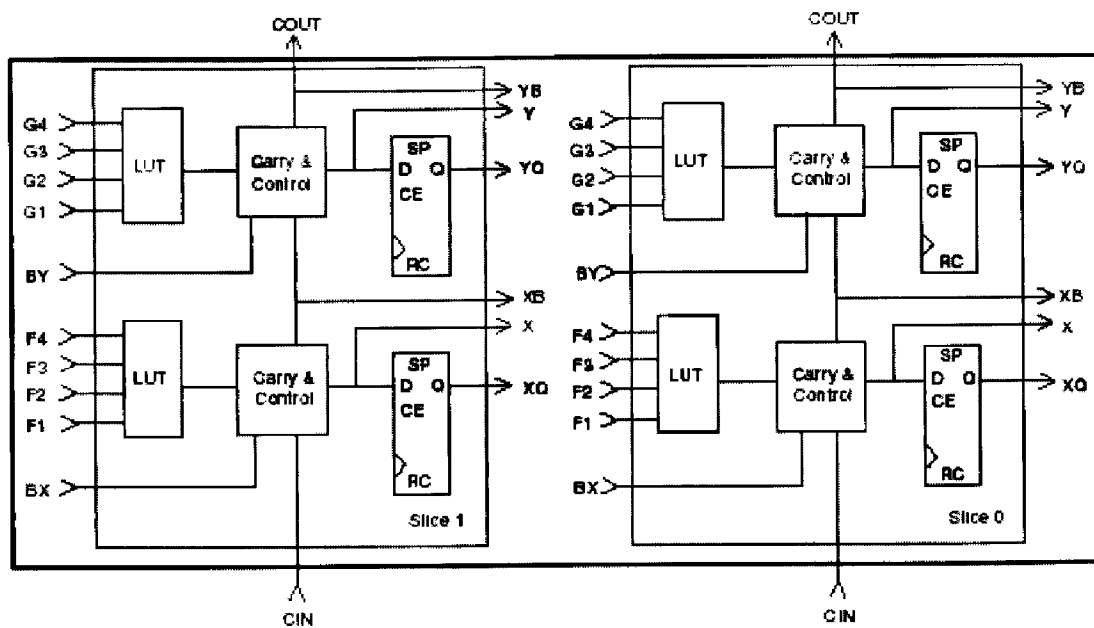 COUT
YB
Y
G4
G3
G2
G1
LUT
Carry &
Control
SP
D Q
CE
RC
YQ
BY
XB
X
F4
F3
F2
F1
LUT
Carry &
Control
SP
D Q
CE
RC
XQ
BX
Slice 1
CIN
COUT
YB
Y
G4
G3
G2
G1
LUT
Carry &
Control
SP
D Q
CE
RC
YQ
BY
XB
X
F4
F3
F2
F1
LUT
Carry &
Control
SP
D Q
CE
RC
XQ
BX
Slice 0
CIN